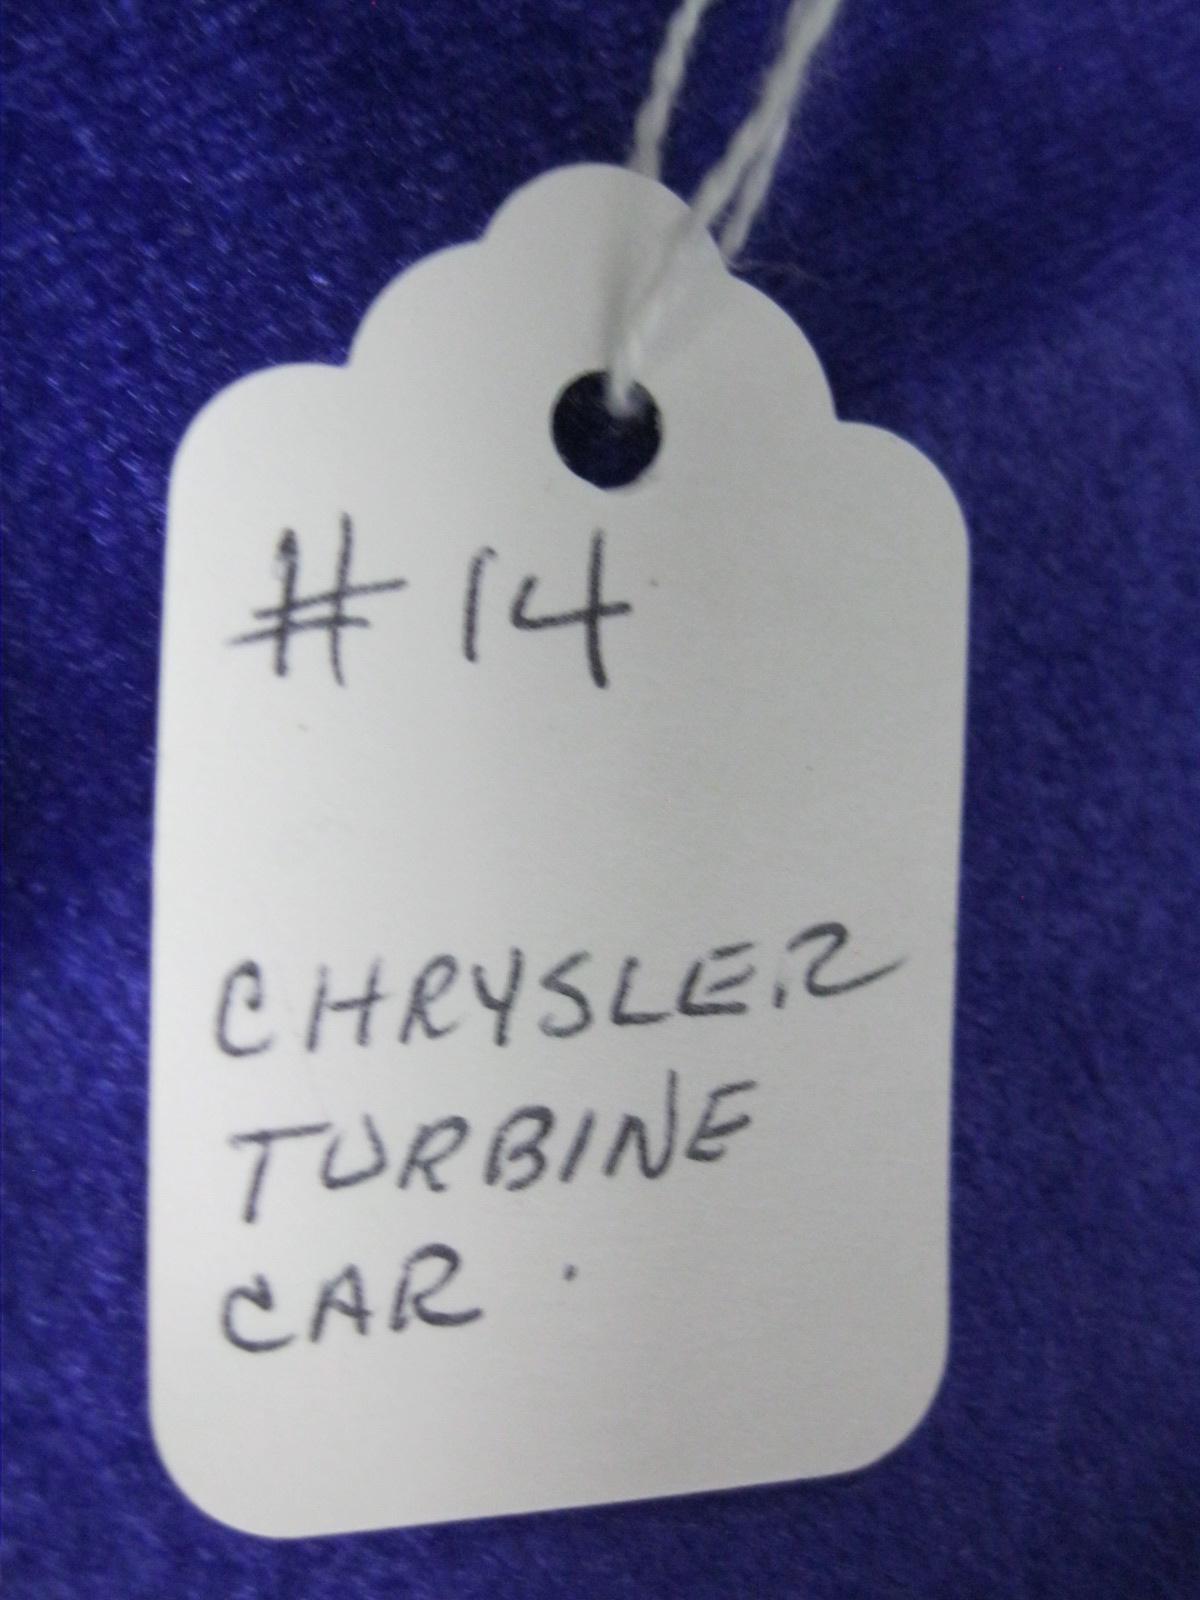 # 14
CHRYSLER
TURBINE
CAR .